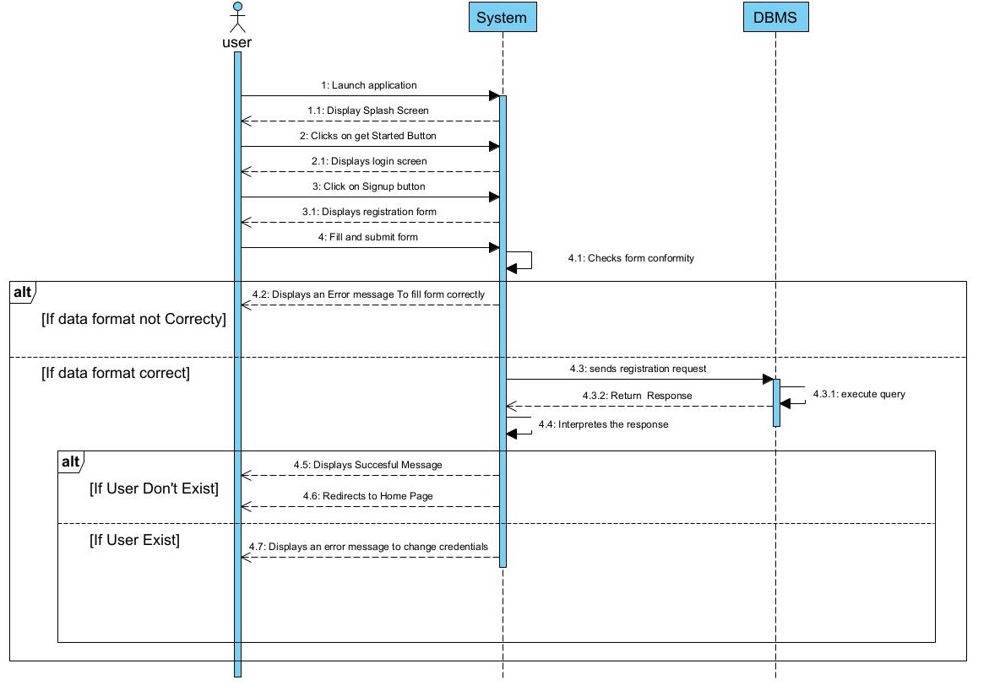 user
System
DBMS
1: Launch application
1.1: Display Splash Screen
2: Clicks on get Started Button
2.1: Displays login screen
3: Click on Signup button
3.1: Displays registration form
4: Fill and submit form
4.1: Checks form conformity
alt
4.2: Displays an Error message To fill form correctly
[If data format not Correcty]
[If data format correct]
4.3: sends registration request
4.3.1: execute query
4.3.2: Return  Response
4.4: Interpretes the response
alt
4.5: Displays Succesful Message
[If User Don't Exist]
4.6: Redirects to Home Page
[If User Exist]
4.7: Displays an error message to change credentials